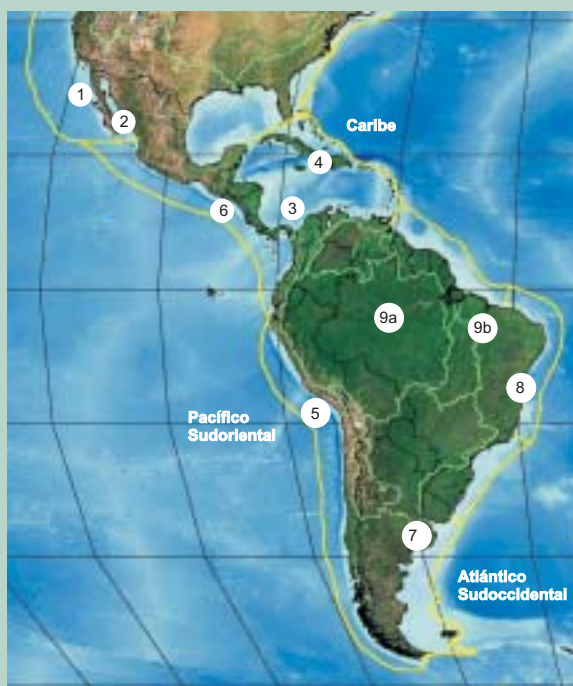 1
2
Caribe
4
6
3
9a
9b
8
5
Pacífico
Sudoriental
7
Atlántico
Sudoccidental